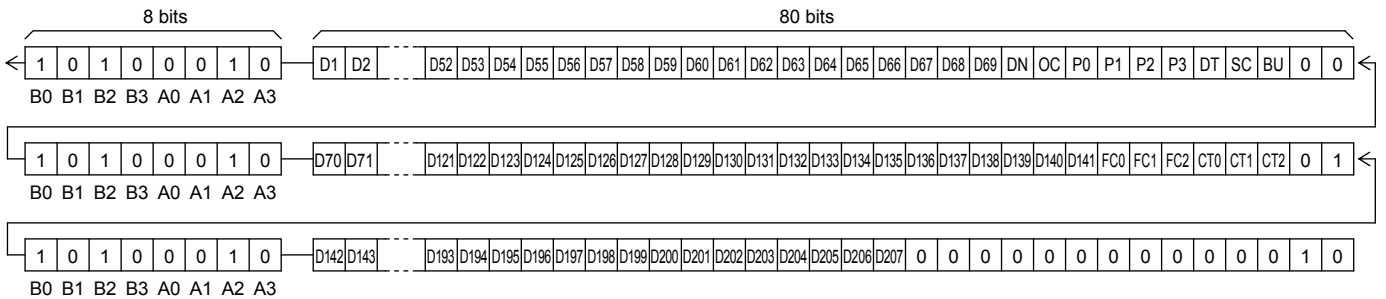 8 bits 80 bits
1 0 1 0 0 0 1 0 D1 D2 D52 D53 D54 D55 D56 D57 D58 D59 D60 D61 D62 D63 D64 D65 D66 D67 D68 D69 DN OC P0 P1 P2 P3 DT SC BU 0 0
B0 B1 B2 B3 A0 A1 A2 A3
1 0 1 0 0 0 1 0 D70 D71 D121 D122 D123 D124 D125 D126 D127 D128 D129 D130 D131 D132 D133 D134 D135 D136 D137 D138 D139 D140 D141 FC0 FC1 FC2 CT0 CT1 CT2 0 1
B0 B1 B2 B3 A0 A1 A2 A3
1 0 1 0 0 0 1 0 D142 D143 D193 D194 D195 D196 D197 D198 D199 D200 D201 D202 D203 D204 D205 D206 D207 0 0 0 0 0 0 0 0 0 0 0 0 1 0
B0 B1 B2 B3 A0 A1 A2 A3